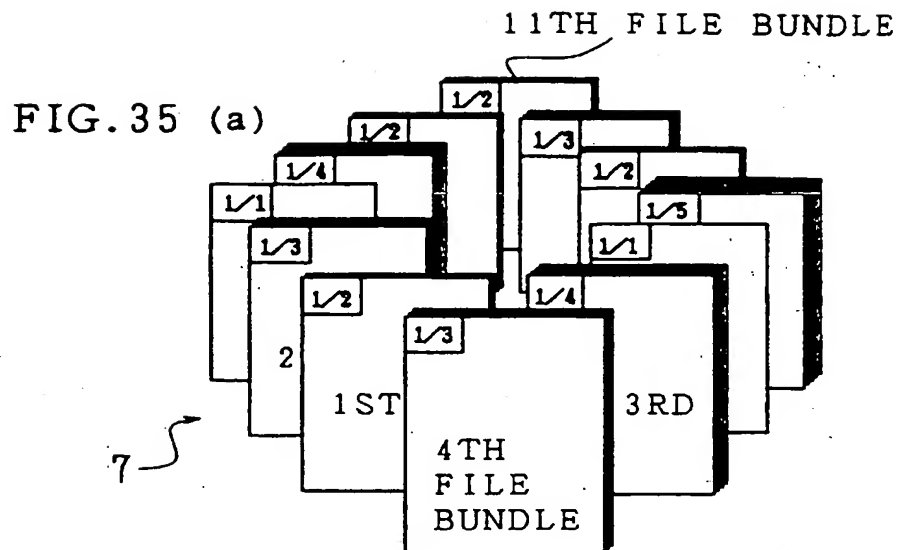 11TH FILE BUNDLE
FIG.35 (a)
1/2
1/2
1/3
1/4
1/2
1/1
1/5
1/3
1/1
1/2
1/4
1/3
2
1ST
3RD
7
4TH
FILE
BUNDLE